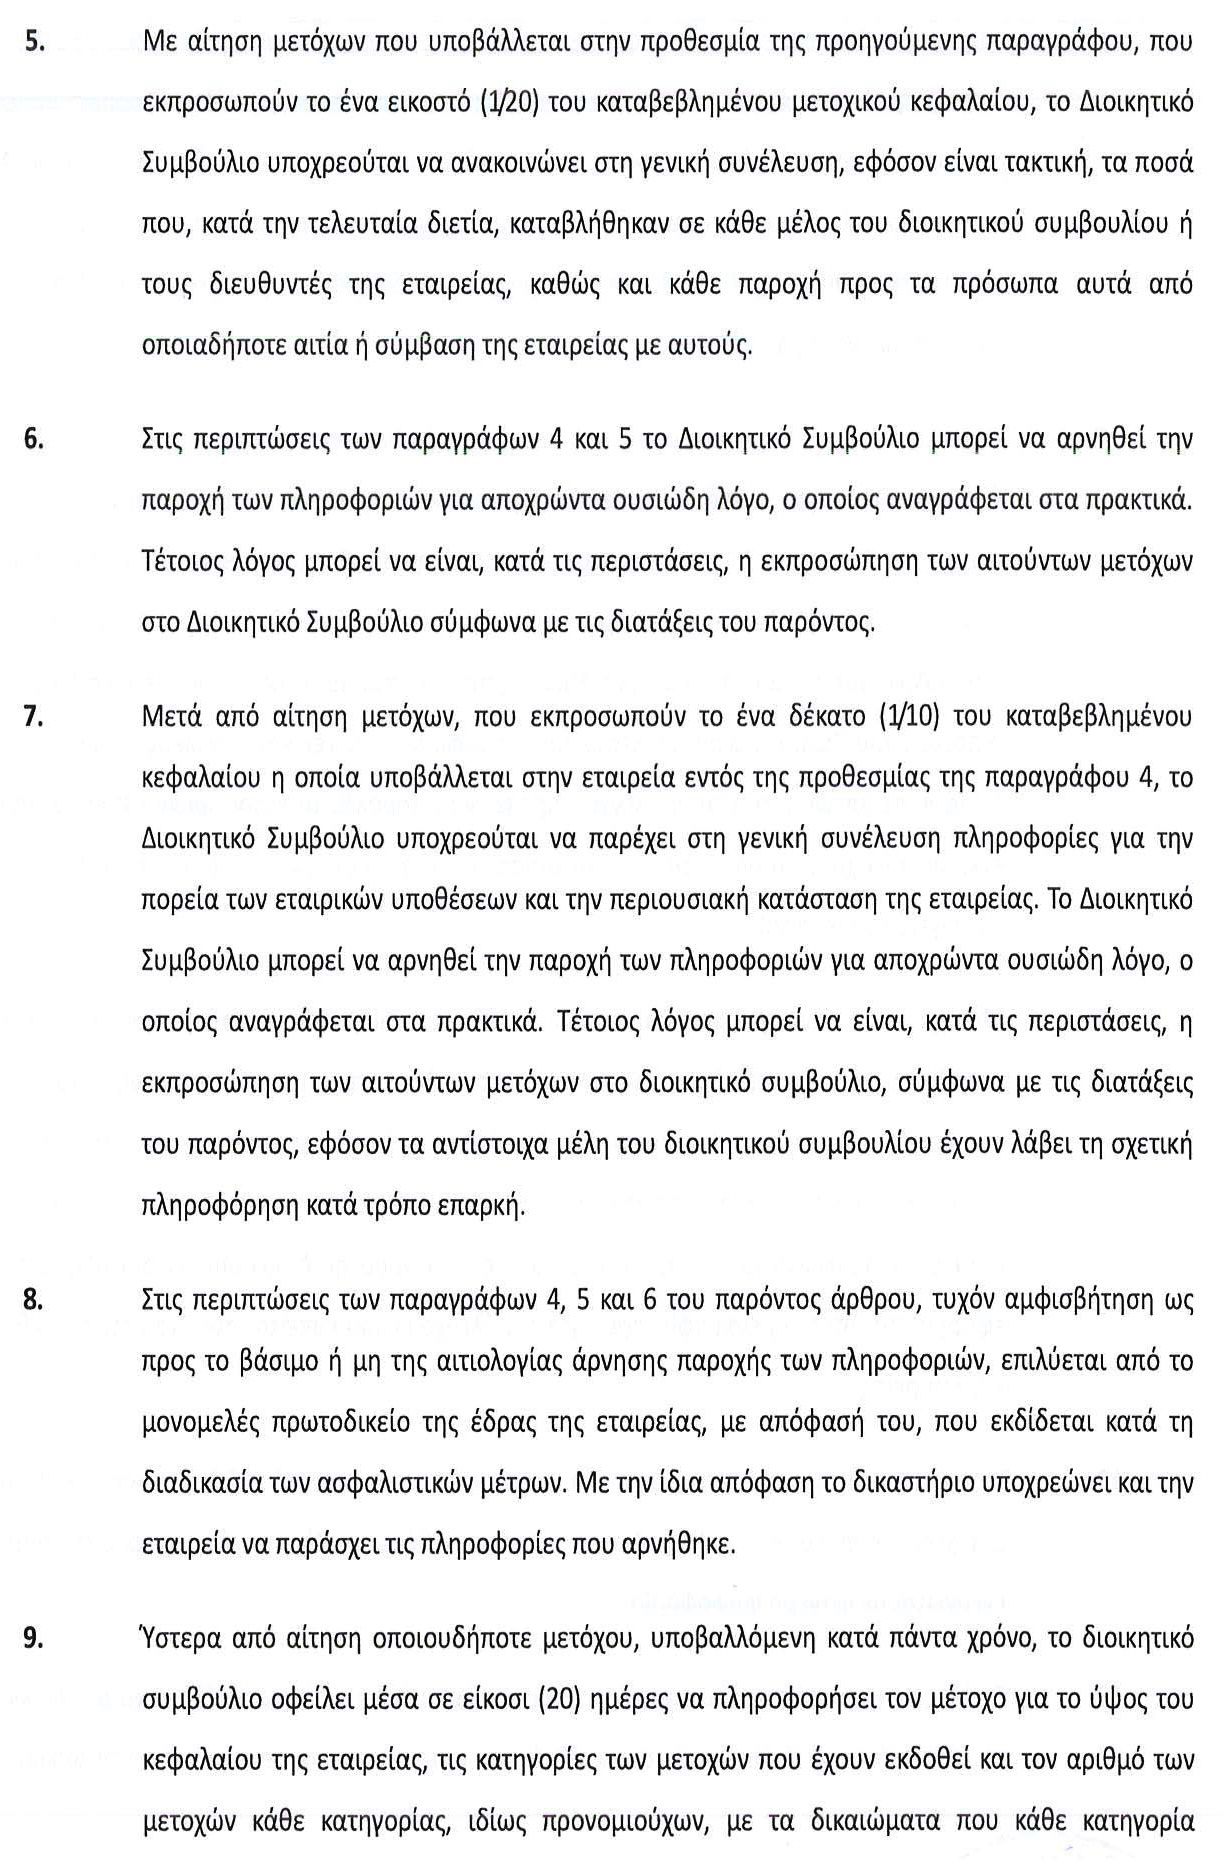 5. Με αίτηση μετόχων που υποβάλλεται στην προθεσμία της προηγούμενης παραγράφου, που
εκπροσωπούν το ένα εικοστό (1/20) του καταβεβλημένου μετοχικού κεφαλαίου, το Διοικητικό
Συμβούλιο υποχρεούται να ανακοινώνει στη γενική συνέλευση, εφόσον είναι τακτική, τα ποσά
που, κατά την τελευταία διετία, καταβλήθηκαν σε κάθε μέλος του διοικητικού συμβουλίου ή
τους διευθυντές της εταιρείας, καθώς και κάθε παροχή προς τα πρόσωπα αυτά από
οποιαδήποτε αιτία ή σύμβαση της εταιρείας με αυτούς.
6. Στις περιπτώσεις των παραγράφων 4 και 5 το Διοικητικό Συμβούλιο μπορεί να αρνηθεί την
παροχή των πληροφοριών για αποχρώντα ουσιώδη λόγο, ο οποίος αναγράφεται στα πρακτικά.
Τέτοιος λόγος μπορεί να είναι, κατά τις περιστάσεις, η εκπροσώπηση των αιτούντων μετόχων
στο Διοικητικό Συμβούλιο σύμφωνα με τις διατάξεις του παρόντος.
7. Μετά από αίτηση μετόχων, που εκπροσωπούν το ένα δέκατο (1/10) του καταβεβλημένου
κεφαλαίου η οποία υποβάλλεται στην εταιρεία εντός της προθεσμίας της παραγράφου 4, το
Διοικητικό Συμβούλιο υποχρεούται να παρέχει στη γενική συνέλευση πληροφορίες για την
πορεία των εταιρικών υποθέσεων και την περιουσιακή κατάσταση της εταιρείας. Το Διοικητικό
Συμβούλιο μπορεί να αρνηθεί την παροχή των πληροφοριών για αποχρώντα ουσιώδη λόγο, ο
οποίος αναγράφεται στα πρακτικά. Τέτοιος λόγος μπορεί να είναι, κατά τις περιστάσεις, η
εκπροσώπηση των αιτούντων μετόχων στο διοικητικό συμβούλιο, σύμφωνα με τις διατάξεις
του παρόντος, εφόσον τα αντίστοιχα μέλη του διοικητικού συμβουλίου έχουν λάβει τη σχετική
πληροφόρηση κατά τρόπο επαρκή.
8. Στις περιπτώσεις των παραγράφων 4, 5 και 6 του παρόντος άρθρου, τυχόν αμφισβήτηση ως
προς το βάσιμο ή μη της αιτιολογίας άρνησης παροχής των πληροφοριών, επιλύεται από το
μονομελές πρωτοδικείο της έδρας της εταιρείας, με απόφασή του, που εκδίδεται κατά τη
διαδικασία των ασφαλιστικών μέτρων. Με την ίδια απόφαση το δικαστήριο υποχρεώνει και την
εταιρεία να παράσχει τις πληροφορίες που αρνήθηκε.
9. Ύστερα από αίτηση οποιουδήποτε μετόχου, υποβαλλόμενη κατά πάντα χρόνο, το διοικητικό
συμβούλιο οφείλει μέσα σε είκοσι (20) ημέρες να πληροφορήσει τον μέτοχο για το ύψος του
κεφαλαίου της εταιρείας, τις κατηγορίες των μετοχών που έχουν εκδοθεί και τον αριθμό των
μετοχών κάθε κατηγορίας, ιδίως προνομιούχων, με τα δικαιώματα που κάθε κατηγορία